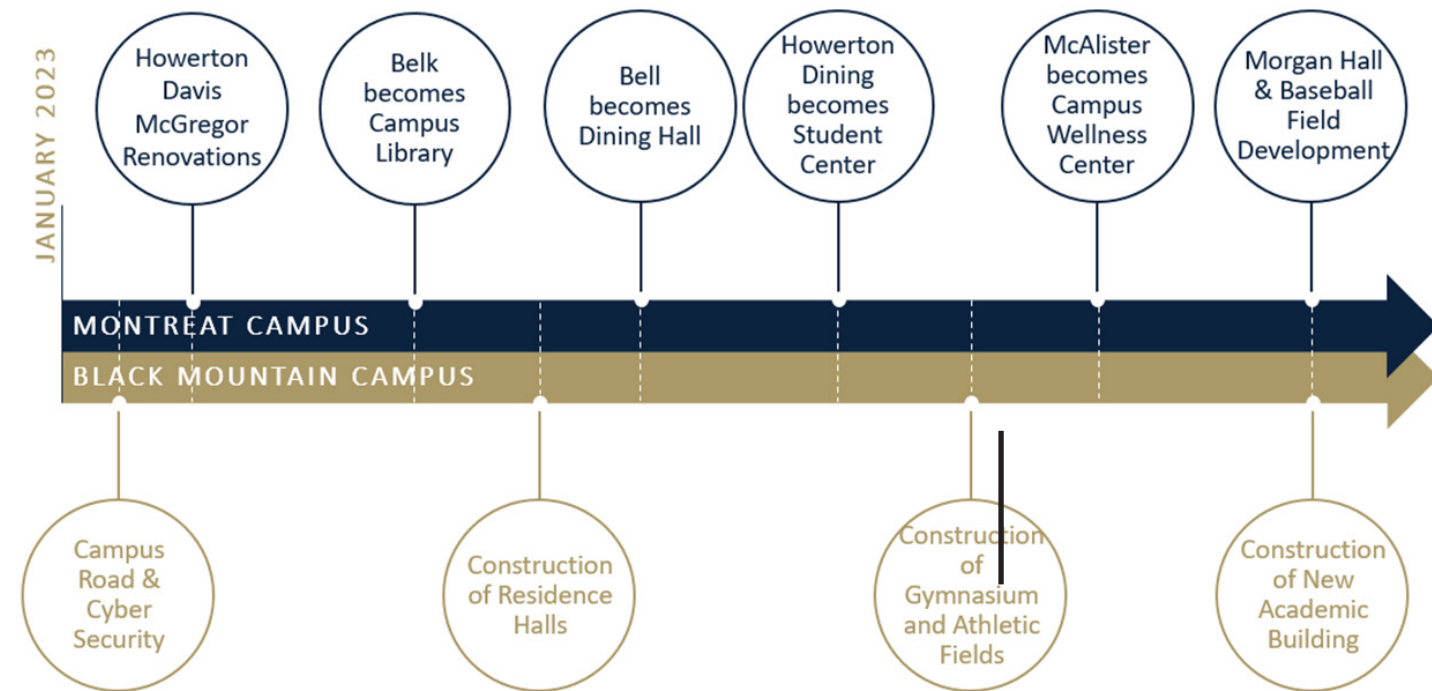 JANUARY 2023
Howerton
Davis
McGregor
Renovations
Belk
becomes
Campus
Library
Bell
becomes
Dining Hall
Howerton
Dining
becomes
Student
Center
McAlister
becomes
Campus
Wellness
Center
Morgan Hall
& Baseball
Field
Development
MONTREAT CAMPUS
BLACK MOUNTAIN CAMPUS
Campus
Road &
Cyber
Security
Construction
of Residence
Halls
Construction
of
Gymnasium
and Athletic
Fields
Construction
of New
Academic
Building